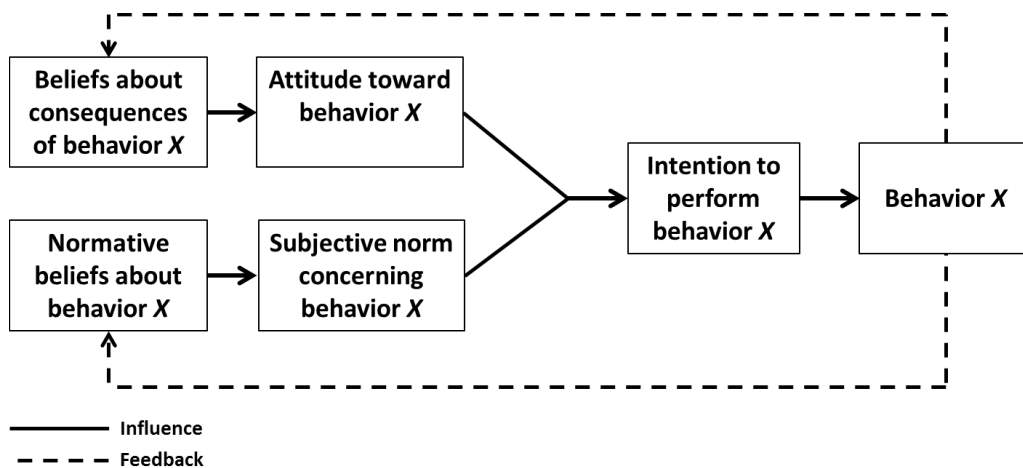 Beliefs about
consequences
of behavior X
Attitude toward
behavior X
Normative
beliefs about
behavior X
Subjective norm
concerning
behavior X
Intention to
perform
behavior X
Behavior X
Influence
Feedback